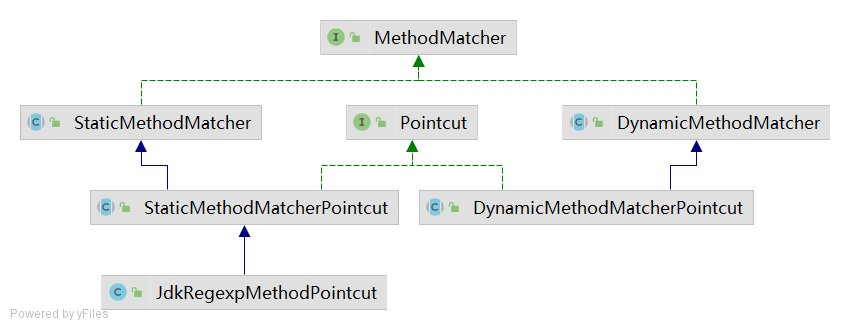 I MethodMatcher
C StaticMethodMatcher
I Pointcut
C DynamicMethodMatcher
C StaticMethodMatcherPointcut
C DynamicMethodMatcherPointcut
C JdkRegexpMethodPointcut
Powered by yFiles